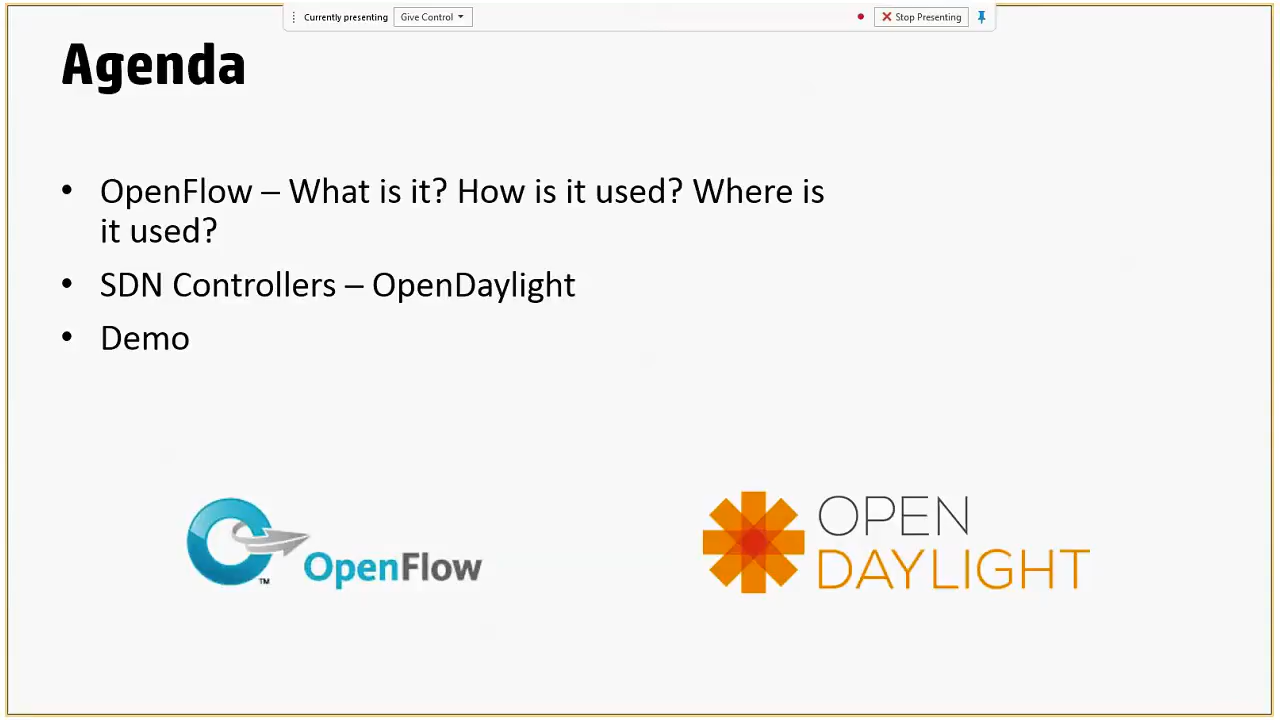 Currently presenting
Give Control
Stop Presenting
Agenda
• OpenFlow – What is it? How is it used? Where is
it used?
• SDN Controllers – OpenDaylight
• Demo
OpenFlow
TM
OPEN
DAYLIGHT